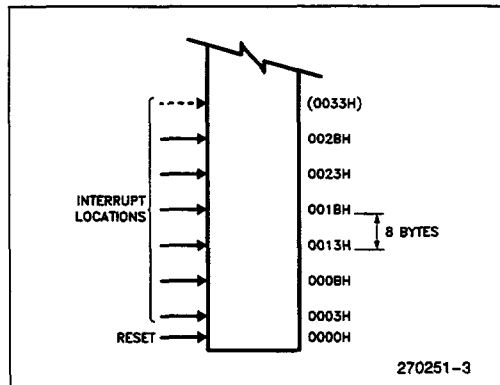 (0033H)
002BH
0023H
INTERRUPT
LOCATIONS
001BH
8 BYTES
0013H
000BH
0003H
RESET
0000H
270251-3